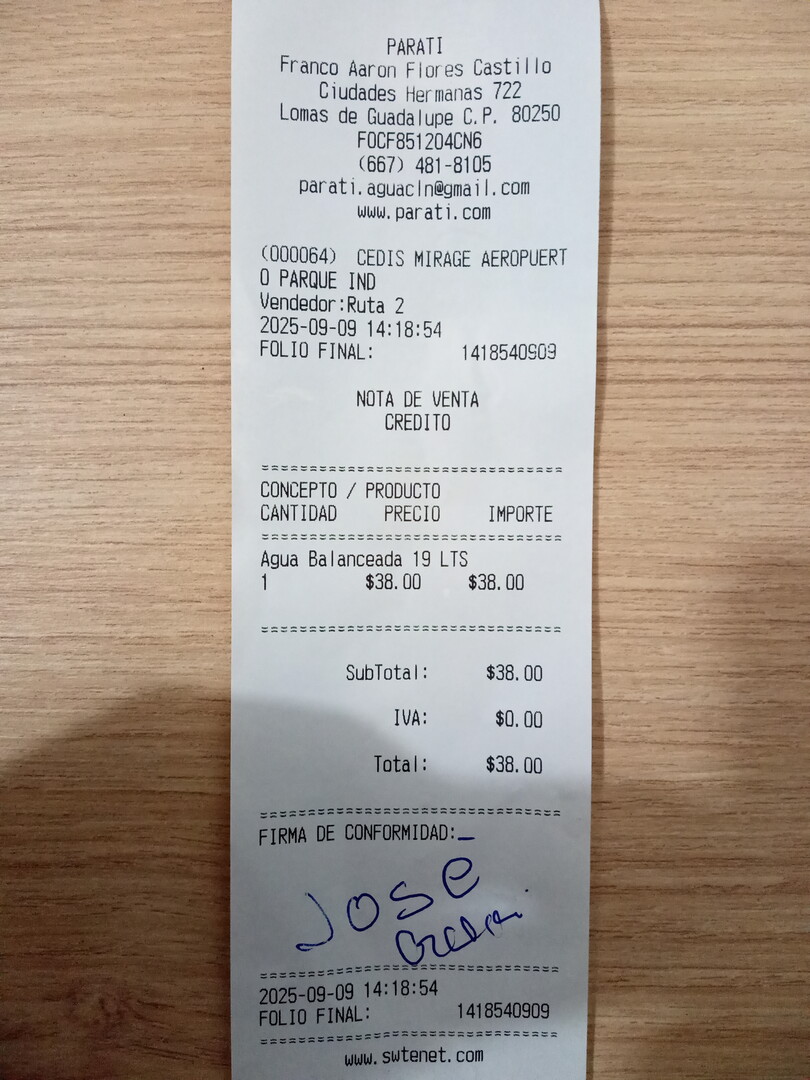 PARATI
Franco Aaron Flores Castillo
Ciudades Hermanas 722
Lomas de Guadalupe C.P. 80250
FOCF851204CN6
(667) 481-8105
parati.aguacln@gmail.com
www.parati.com
(000064) CEDIS MIRAGE AEROPUERT
O PARQUE IND
Vendedor:Ruta 2
2025-09-09 14:18:54
FOLIO FINAL: 1418540909
NOTA DE VENTA
CREDITO
================================
CONCEPTO / PRODUCTO
CANTIDAD PRECIO IMPORTE
================================
Agua Balanceada 19 LTS
1 $38.00 $38.00
================================
SubTotal: $38.00
IVA: $0.00
Total: $38.00
================================
FIRMA DE CONFORMIDAD:_
JOSE
================================
2025-09-09 14:18:54
FOLIO FINAL: 1418540909
================================
www.swtenet.com